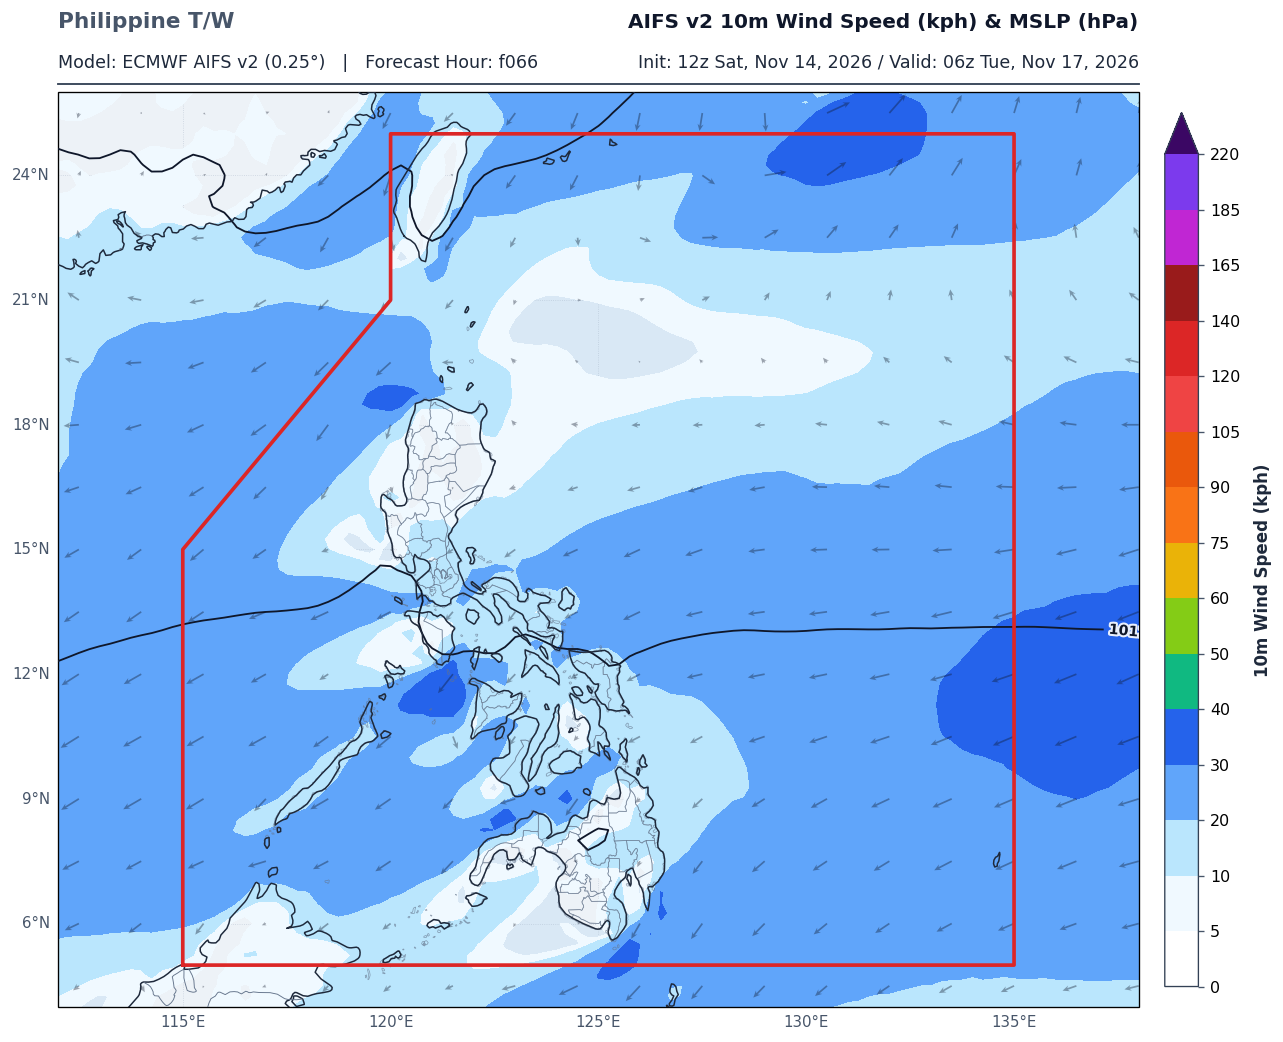 Philippine T/W
AIFS v2 10m Wind Speed (kph) & MSLP (hPa)
Model: ECMWF AIFS v2 (0.25°) | Forecast Hour: f066
Init: 12z Sat, Nov 14, 2026 / Valid: 06z Tue, Nov 17, 2026
24°N
21°N
18°N
15°N
12°N
9°N
6°N
115°E
120°E
125°E
130°E
135°E
101
220
185
165
140
120
105
90
75
60
50
40
30
20
10
5
0
10m Wind Speed (kph)